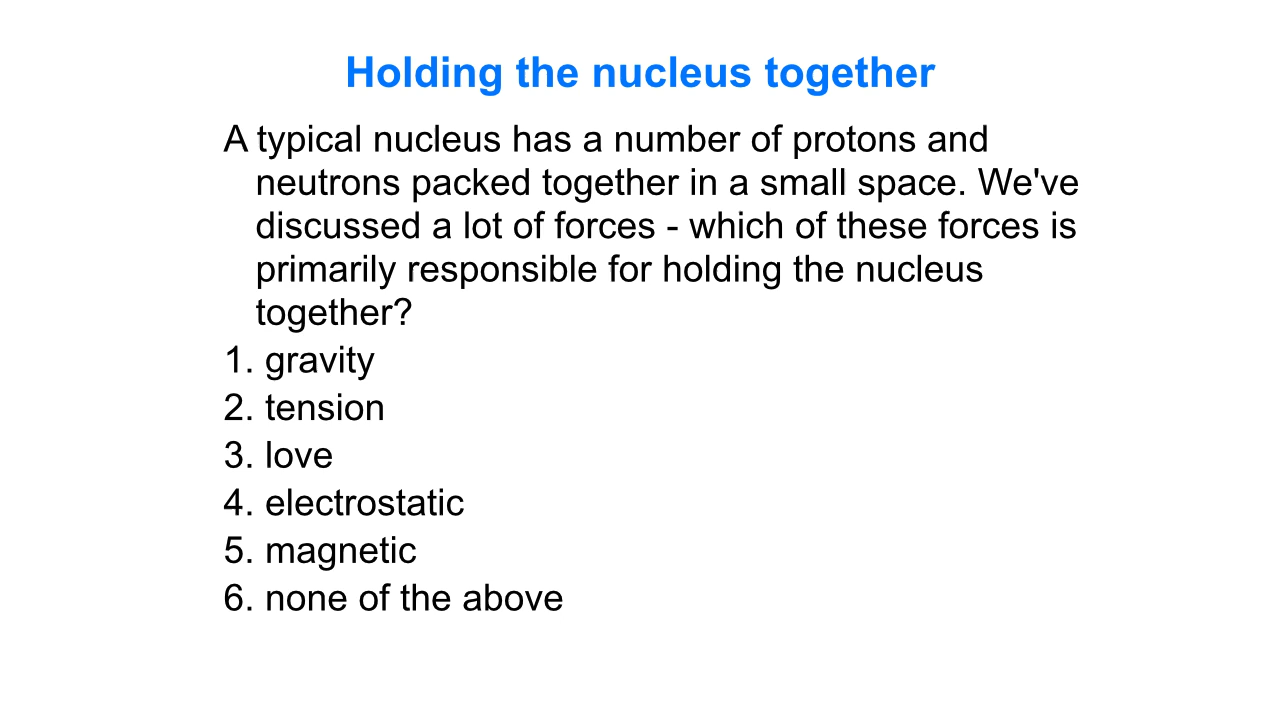 Holding the nucleus together
A typical nucleus has a number of protons and
neutrons packed together in a small space. We've
discussed a lot of forces - which of these forces is
primarily responsible for holding the nucleus
together?
1. gravity
2. tension
3. love
4. electrostatic
5. magnetic
6. none of the above